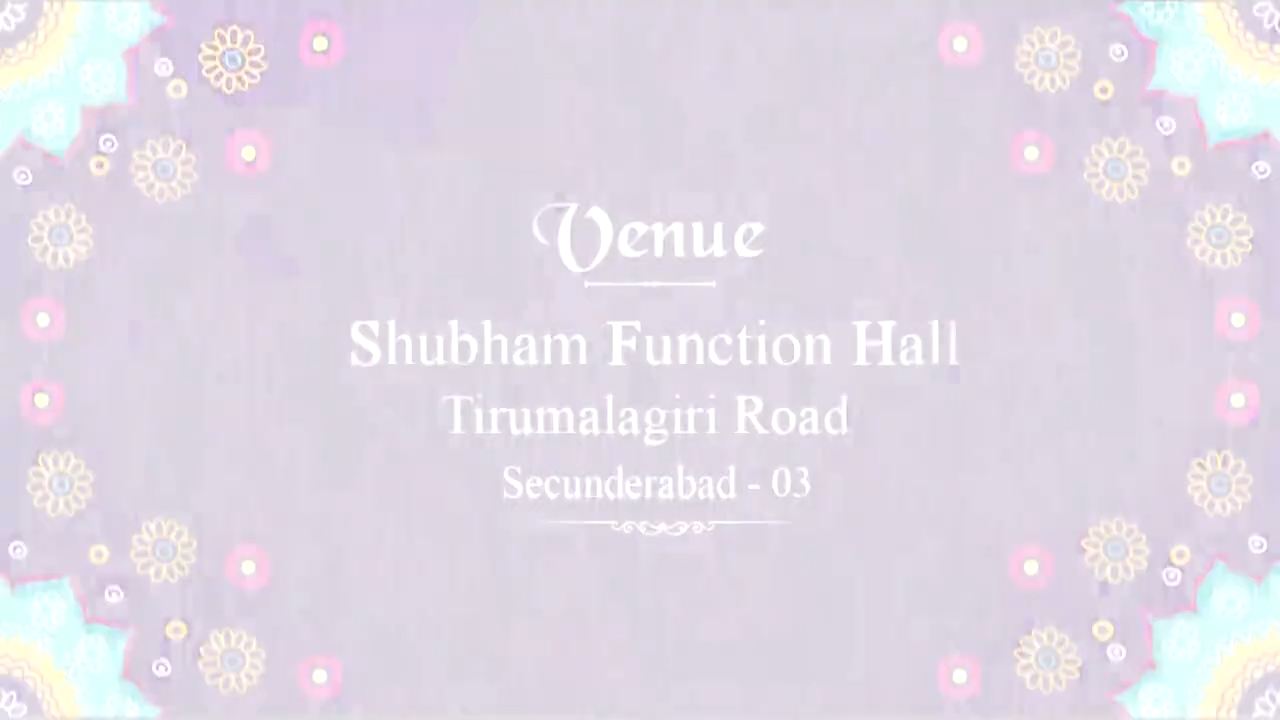 Venue
Shubham Function Hall
Tirumalagiri Road
Secunderabad - 03